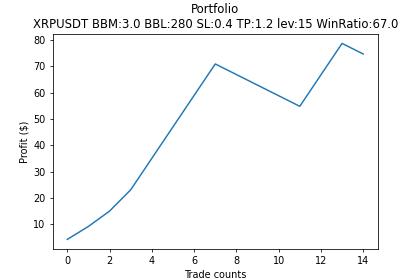 Portfolio
XRPUSDT BBM:3.0 BBL:280 SL:0.4 TP:1.2 lev:15 WinRatio:67.0
80
70
60
50
40
30
20
10
Profit ($)
0 2 4 6 8 10 12 14
Trade counts